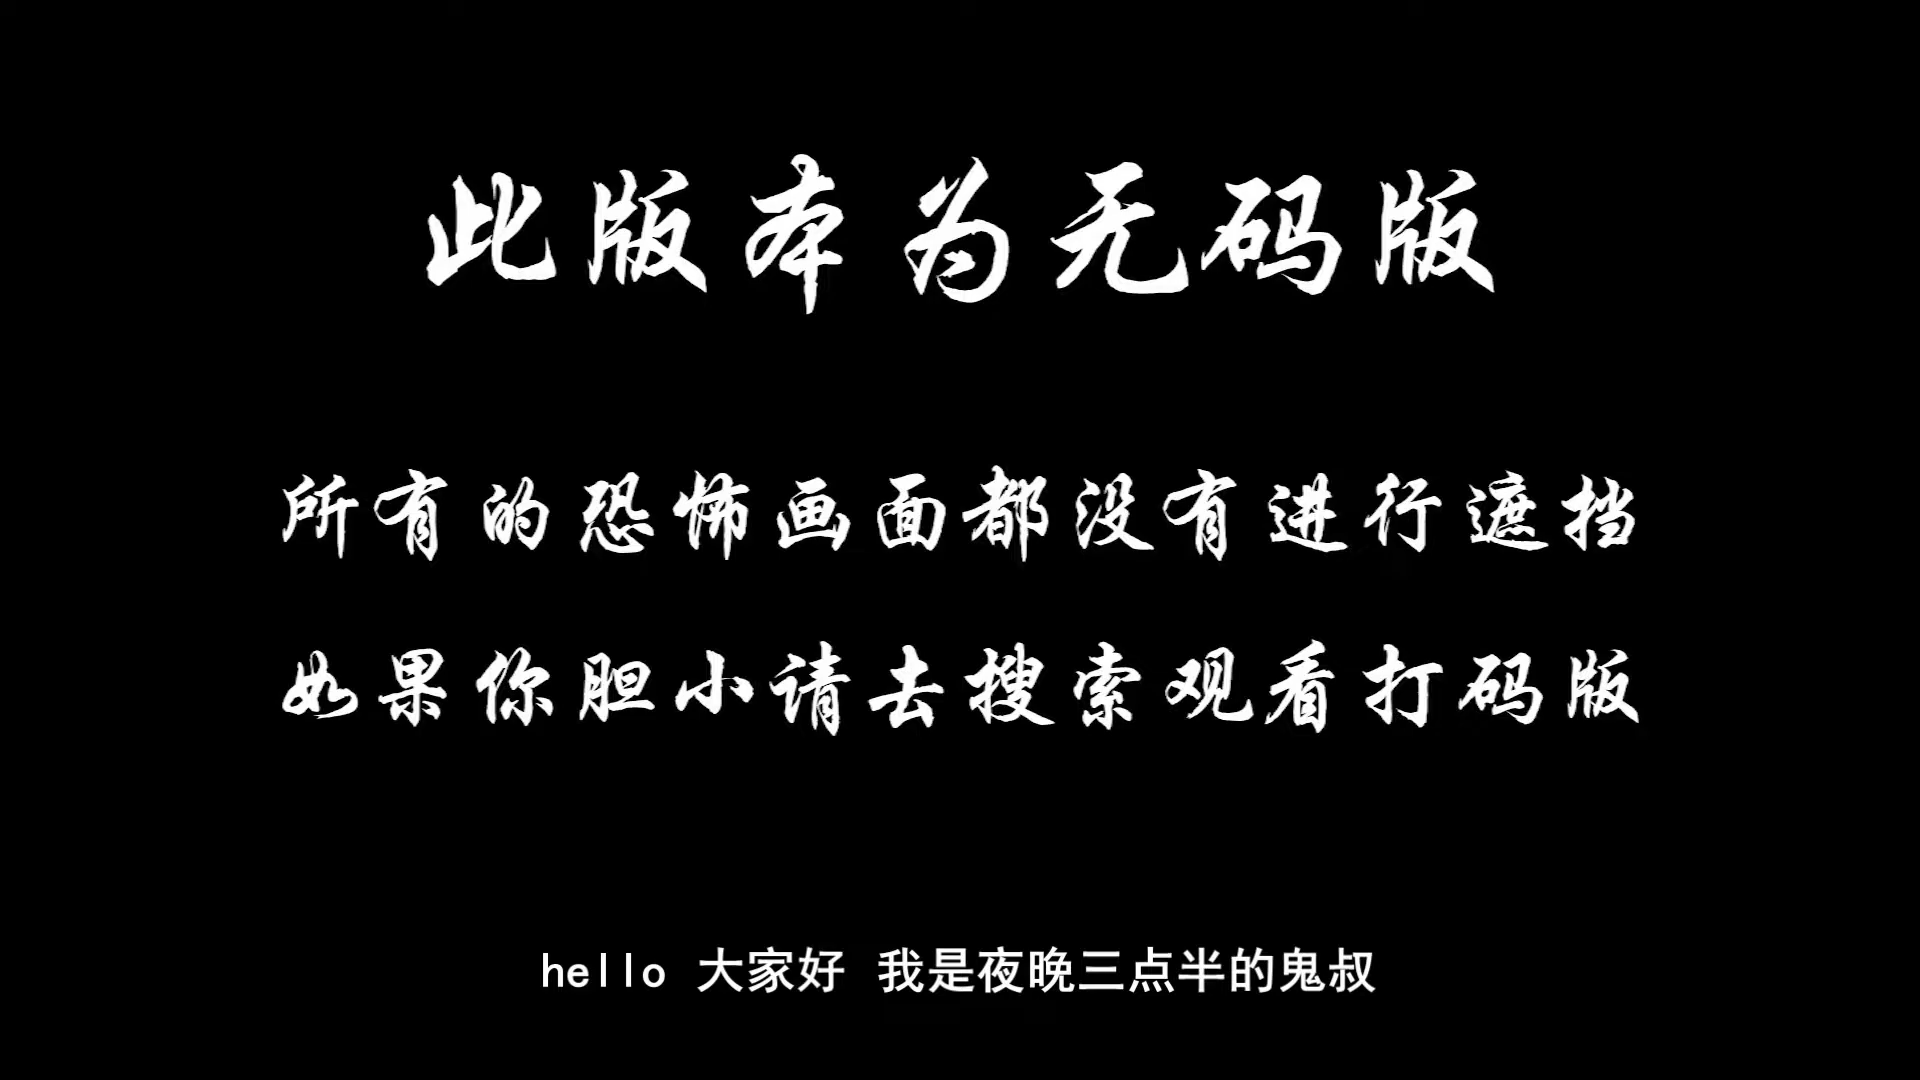 此版本为无码版
所有的恐怖画面都没有进行遮挡
如果你胆小请去搜索观看打码版
hello 大家好 我是夜晚三点半的鬼叔